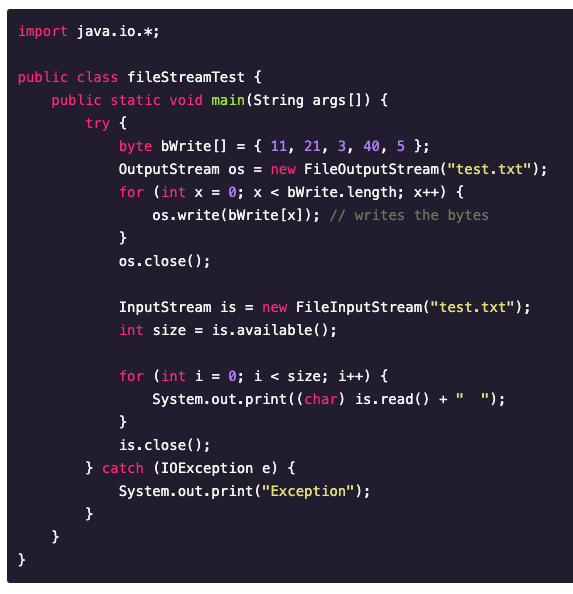 import java.io.*;
public class fileStreamTest {
    public static void main(String args[]) {
        try {
            byte bWrite[] = { 11, 21, 3, 40, 5 };
            OutputStream os = new FileOutputStream("test.txt");
            for (int x = 0; x < bWrite.length; x++) {
                os.write(bWrite[x]); // writes the bytes
            }
            os.close();
            InputStream is = new FileInputStream("test.txt");
            int size = is.available();
            for (int i = 0; i < size; i++) {
                System.out.print((char) is.read() + "  ");
            }
            is.close();
        } catch (IOException e) {
            System.out.print("Exception");
        }
    }
}